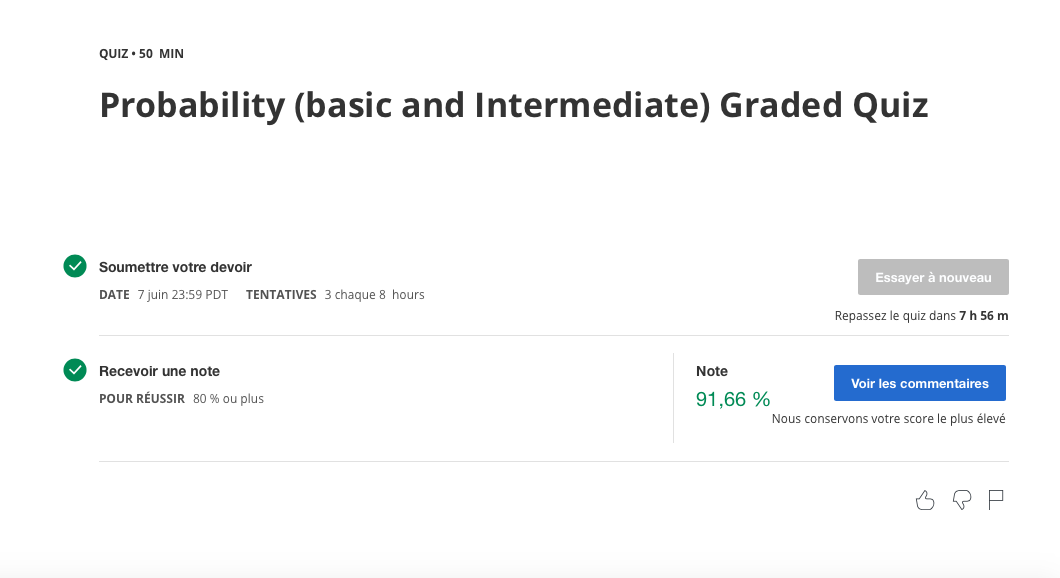 QUIZ • 50 MIN
Probability (basic and Intermediate) Graded Quiz
Soumettre votre devoir
DATE 7 juin 23:59 PDT TENTATIVES 3 chaque 8 hours
Essayer à nouveau
Repassez le quiz dans 7 h 56 m
Recevoir une note
POUR RÉUSSIR 80 % ou plus
Note
91,66 %
Voir les commentaires
Nous conservons votre score le plus élevé